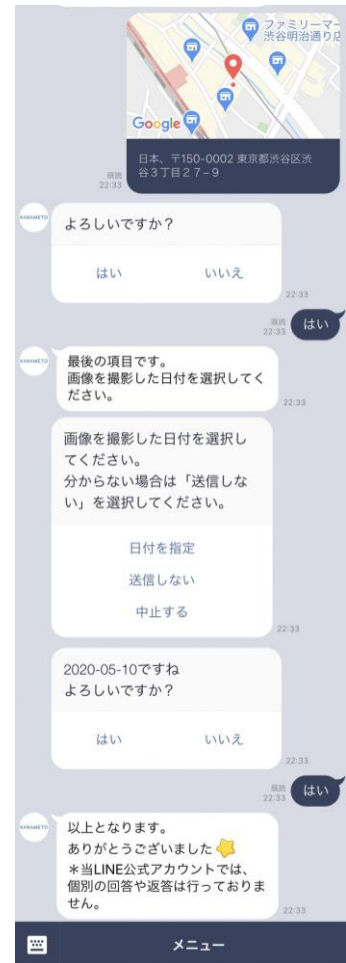 ファミリーマー
渋谷明治通り店
Google
日本、〒150-0002 東京都渋谷区渋
谷3丁目27-9
既読
22:33
KANAMETO
よろしいですか？
はい
いいえ
22:33
既読
22:33
はい
KANAMETO
最後の項目です。
画像を撮影した日付を選択してく
ださい。
22:33
画像を撮影した日付を選択し
てください。
分からない場合は「送信しな
い」を選択してください。
日付を指定
送信しない
中止する
22:33
2020-05-10ですね
よろしいですか？
はい
いいえ
22:33
既読
22:33
はい
KANAMETO
以上となります。
ありがとうございました
＊当LINE公式アカウントでは、
個別の回答や返答は行っておりま
せん。
22:33
メニュー